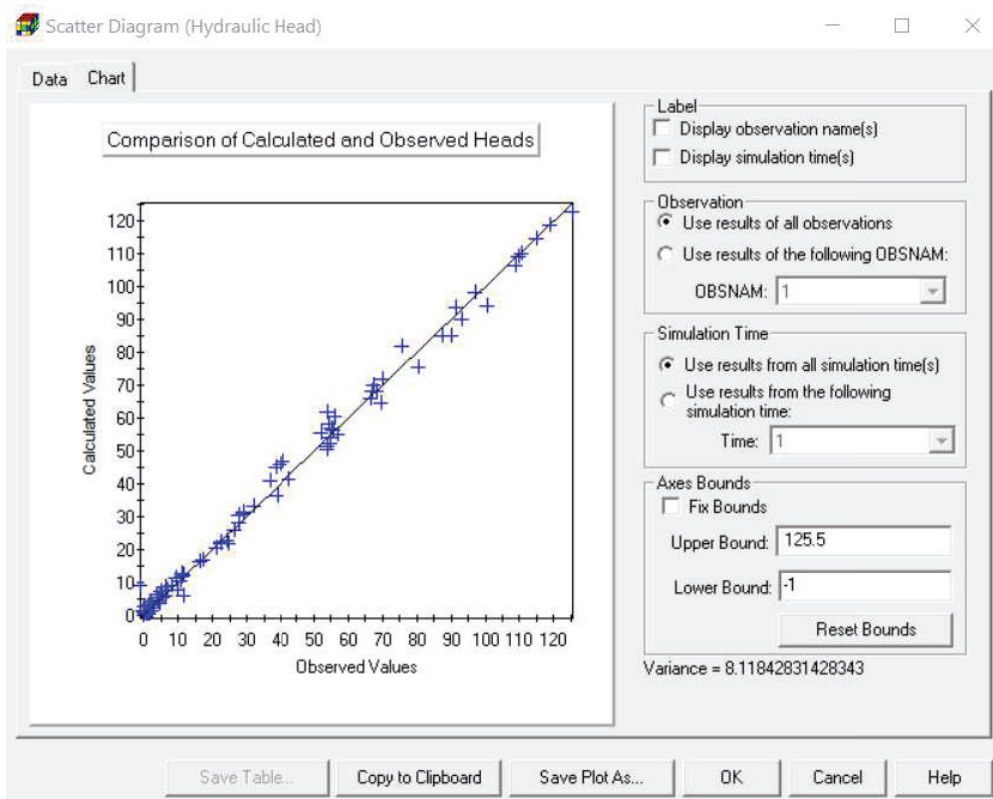 Scatter Diagram (Hydraulic Head)
Data Chart
Comparison of Calculated and Observed Heads
Calculated Values
120
110
100
90
80
70
60
50
40
30
20
10
0
0 10 20 30 40 50 60 70 80 90 100 110 120
Observed Values
Label
Display observation name(s)
Display simulation time(s)
Observation
Use results of all observations
Use results of the following OBSNAM:
OBSNAM: 1
Simulation Time
Use results from all simulation time(s)
Use results from the following
simulation time:
Time: 1
Axes Bounds
Fix Bounds
Upper Bound: 125.5
Lower Bound: -1
Reset Bounds
Variance = 8.11842831428343
Save Table... Copy to Clipboard Save Plot As... OK Cancel Help